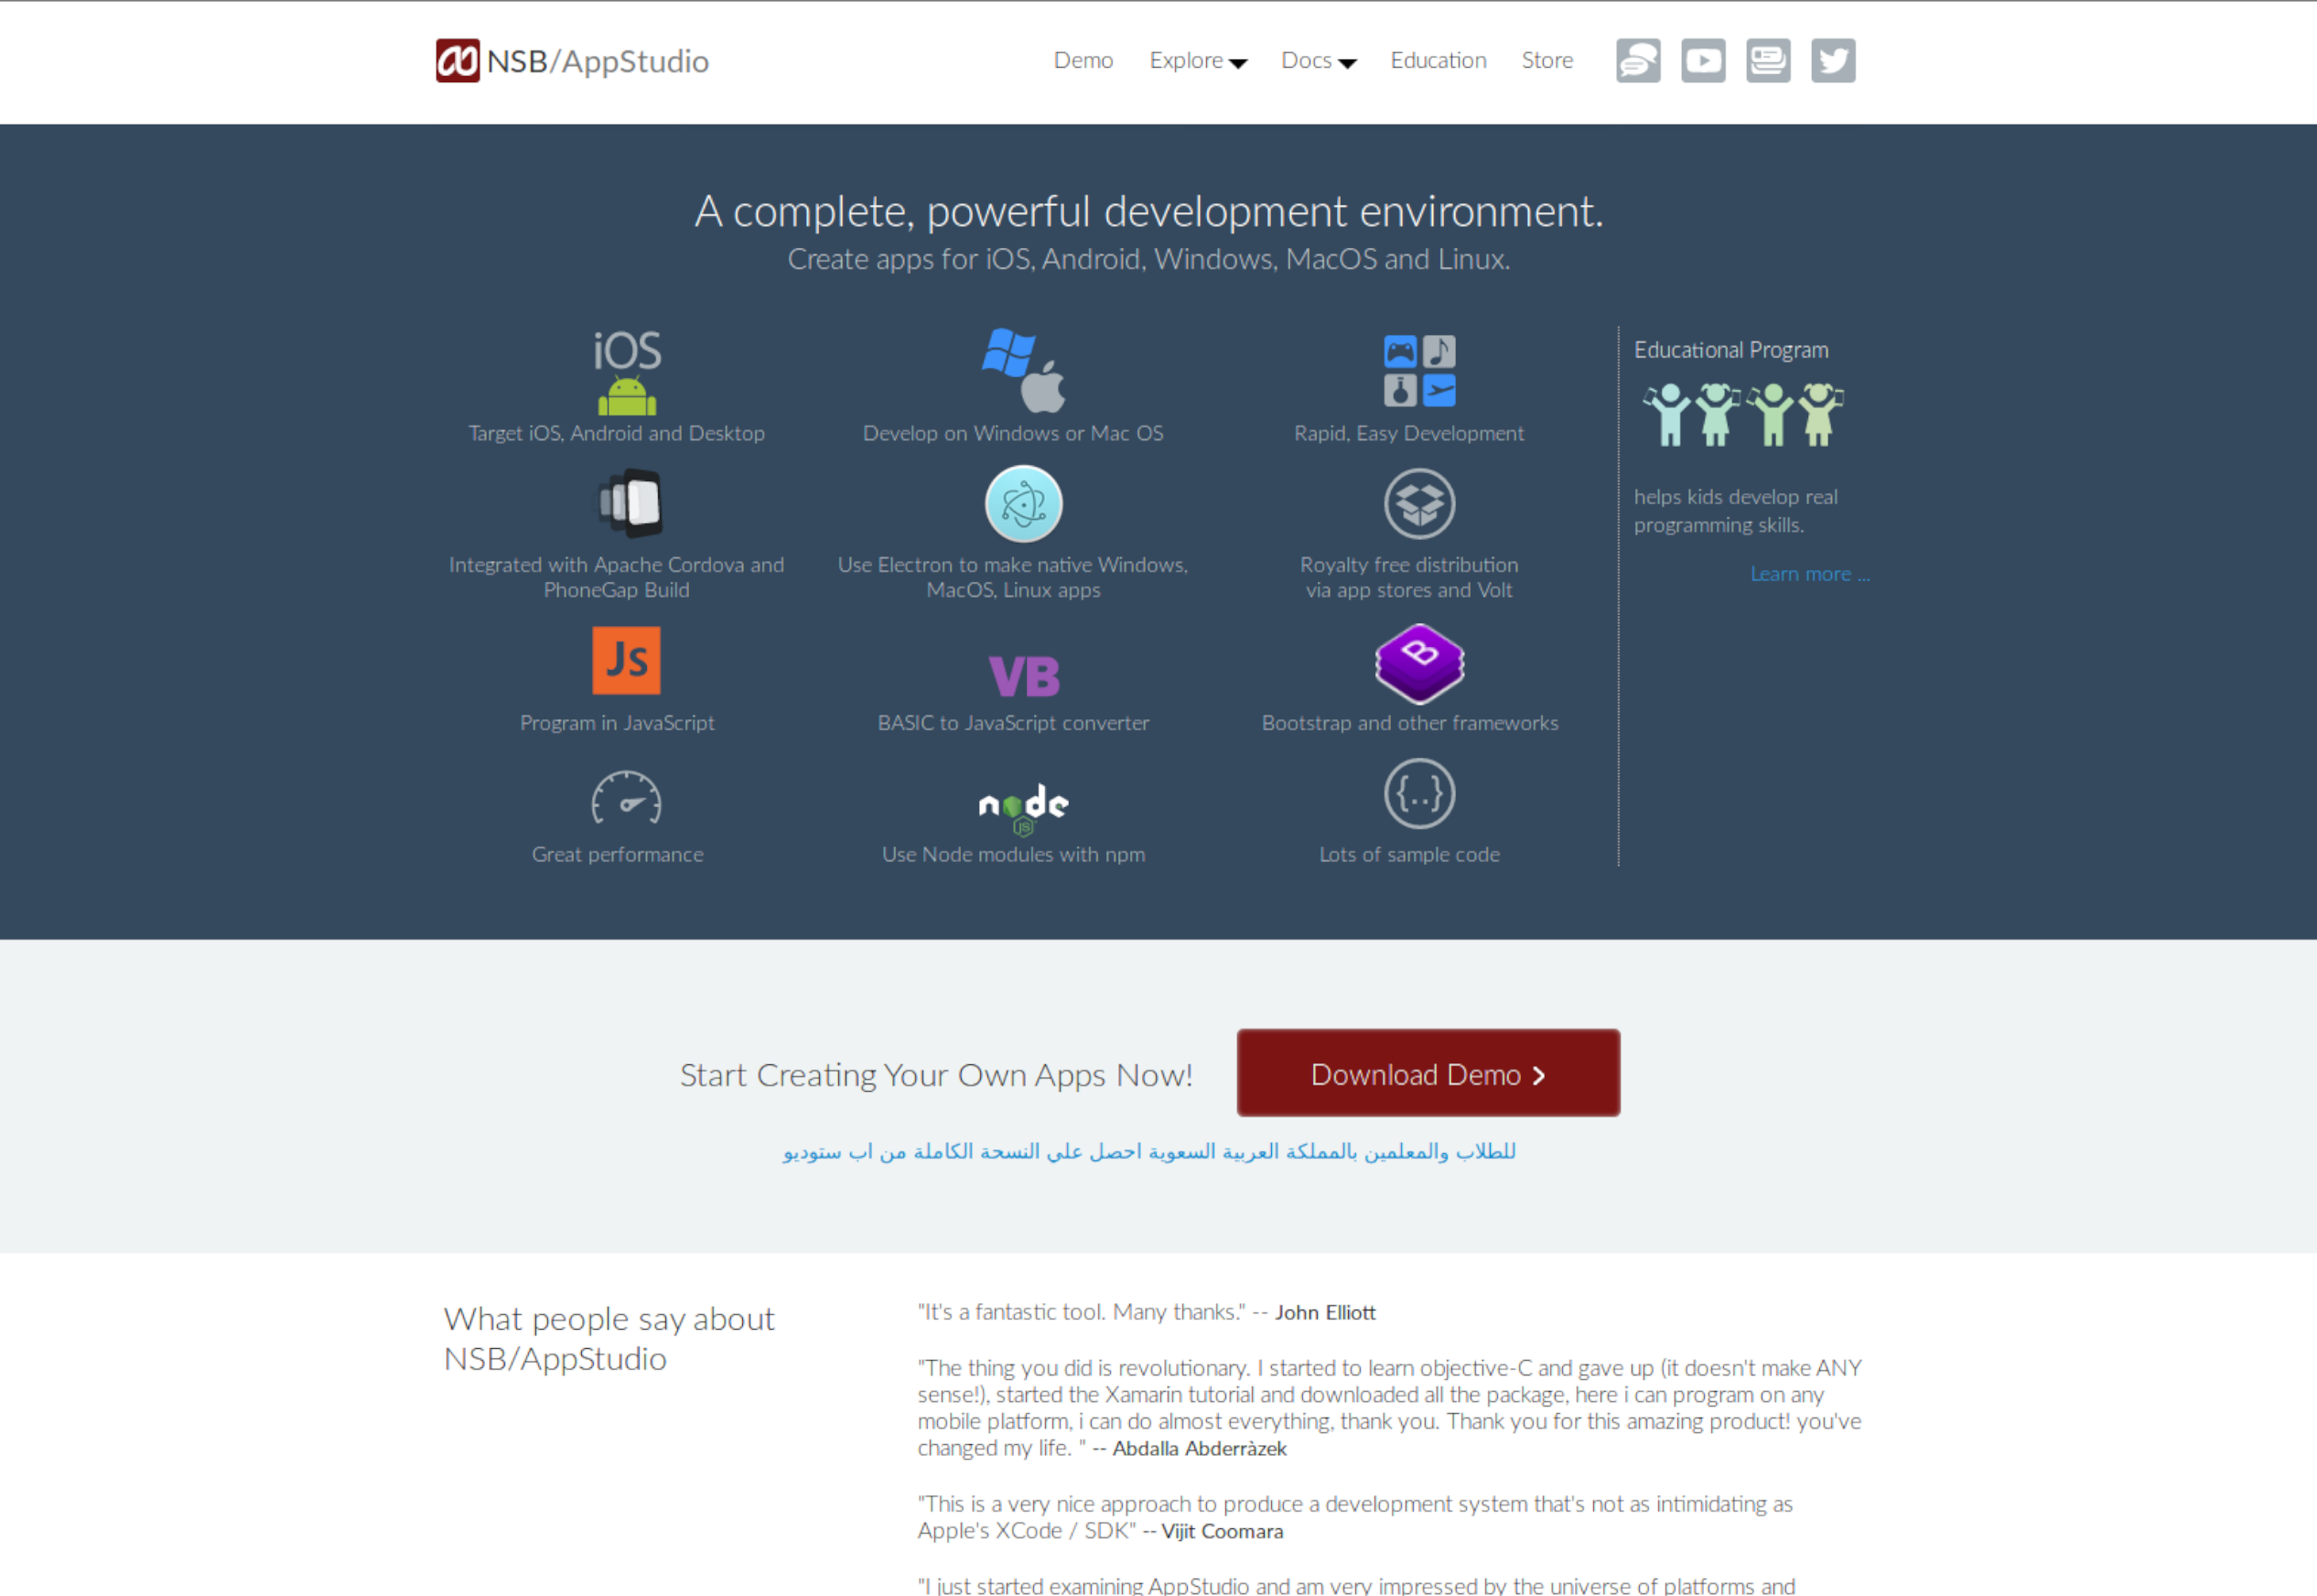 NSB/AppStudio
Demo
Explore
Docs
Education
Store
A complete, powerful development environment.
Create apps for iOS, Android, Windows, MacOS and Linux.
iOS
Target iOS, Android and Desktop
Develop on Windows or Mac OS
Rapid, Easy Development
Integrated with Apache Cordova and
PhoneGap Build
Use Electron to make native Windows,
MacOS, Linux apps
Royalty free distribution
via app stores and Volt
Js
Program in JavaScript
VB
BASIC to JavaScript converter
B
Bootstrap and other frameworks
Great performance
node
JS
Use Node modules with npm
{..}
Lots of sample code
Educational Program
helps kids develop real
programming skills.
Learn more ...
Start Creating Your Own Apps Now!
Download Demo
للطلاب والمعلمين بالمملكة العربية السعوية احصل علي النسحة الكاملة من اب ستوديو
What people say about
NSB/AppStudio
"It's a fantastic tool. Many thanks." -- John Elliott
"The thing you did is revolutionary. I started to learn objective-C and gave up (it doesn't make ANY
sense!), started the Xamarin tutorial and downloaded all the package, here i can program on any
mobile platform, i can do almost everything, thank you. Thank you for this amazing product! you've
changed my life. " -- Abdalla Abderràzek
"This is a very nice approach to produce a development system that's not as intimidating as
Apple's XCode / SDK" -- Vijit Coomara
"I just started examining AppStudio and am very impressed by the universe of platforms and